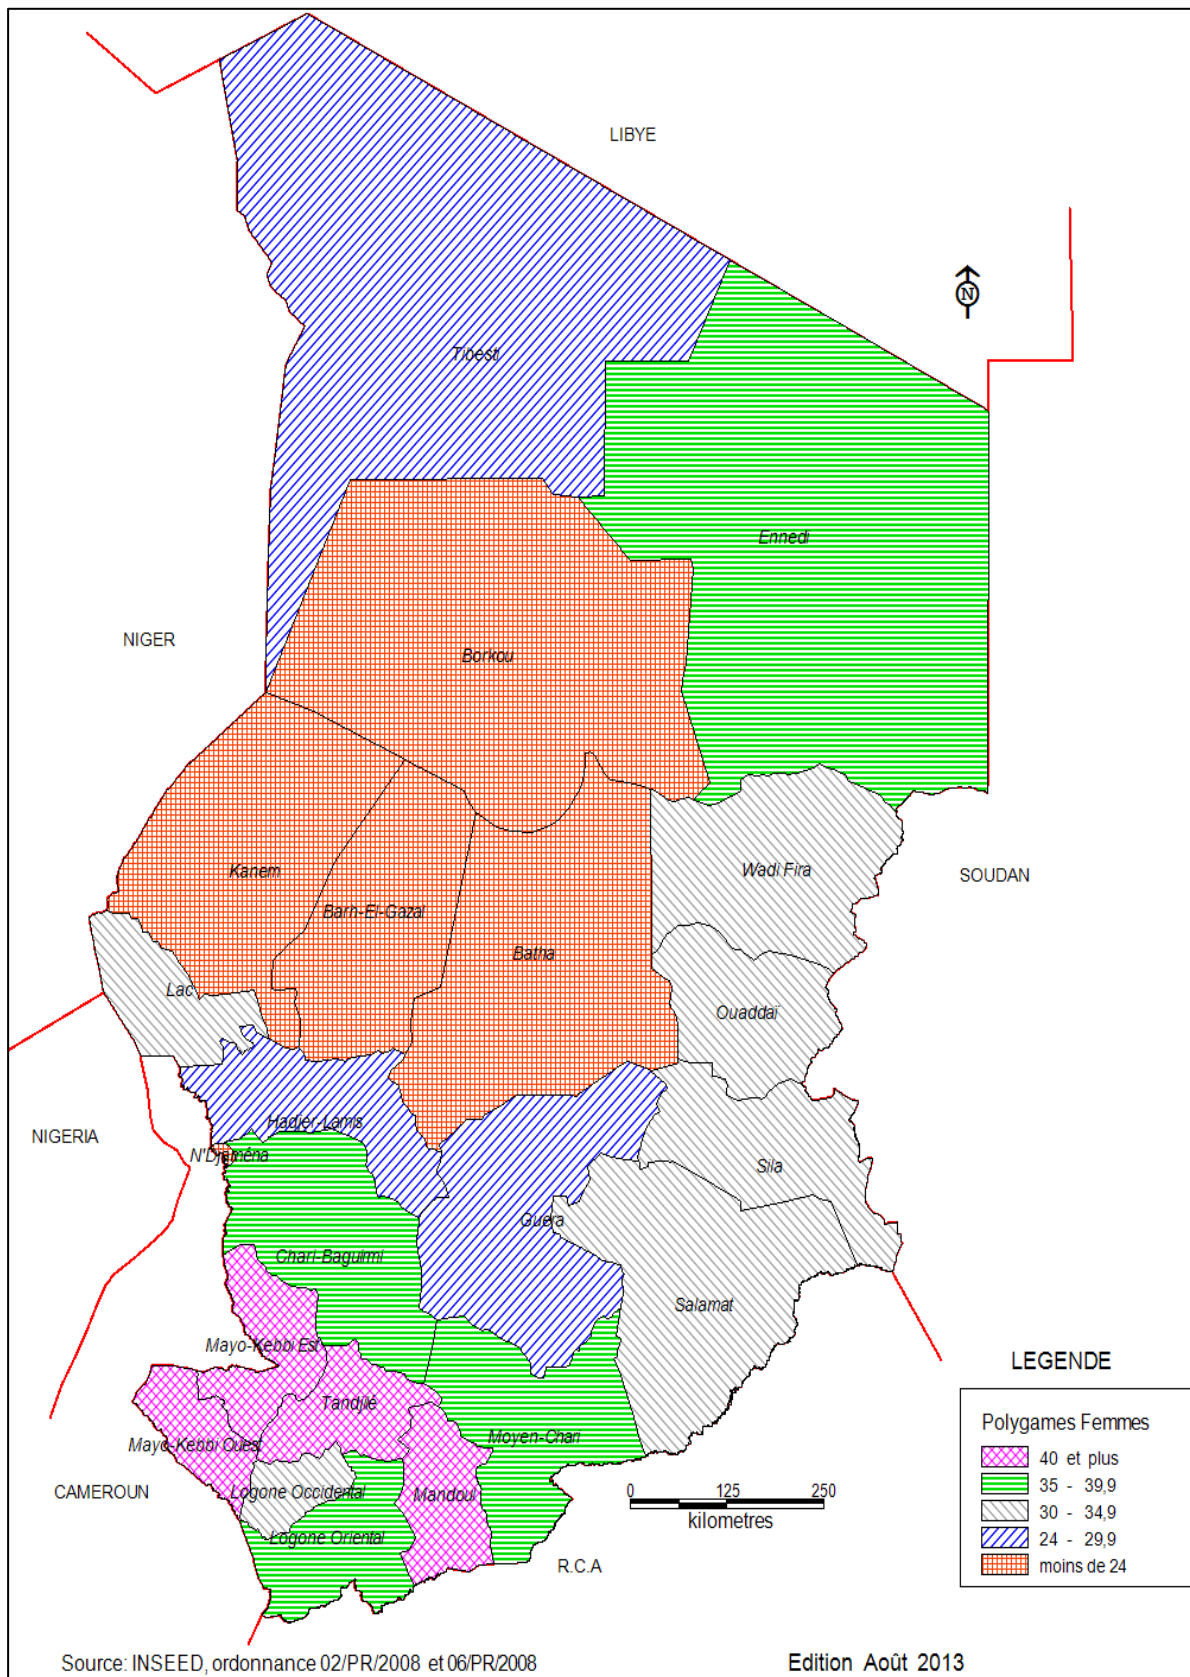 LIBYE
N
Tibesti
Ennedi
NIGER
Borkou
Kanem
Wadi Fira
SOUDAN
Barh-El-Gazal
Batha
Lac
Ouaddaï
Hadjer-Lamis
NIGERIA
N'Djaména
Sila
Guera
Chari-Baguirmi
Salamat
Mayo-Kebbi Est
LEGENDE
Tandjilé
Polygames Femmes
Mayo-Kebbi Ouest
Moyen-Chari
40 et plus
35 - 39,9
CAMEROUN
Logone Occidental
Mandoul
0 125 250
kilometres
30 - 34,9
Logone Oriental
24 - 29,9
R.C.A
moins de 24
Source: INSEED, ordonnance 02/PR/2008 et 06/PR/2008
Edition Août 2013